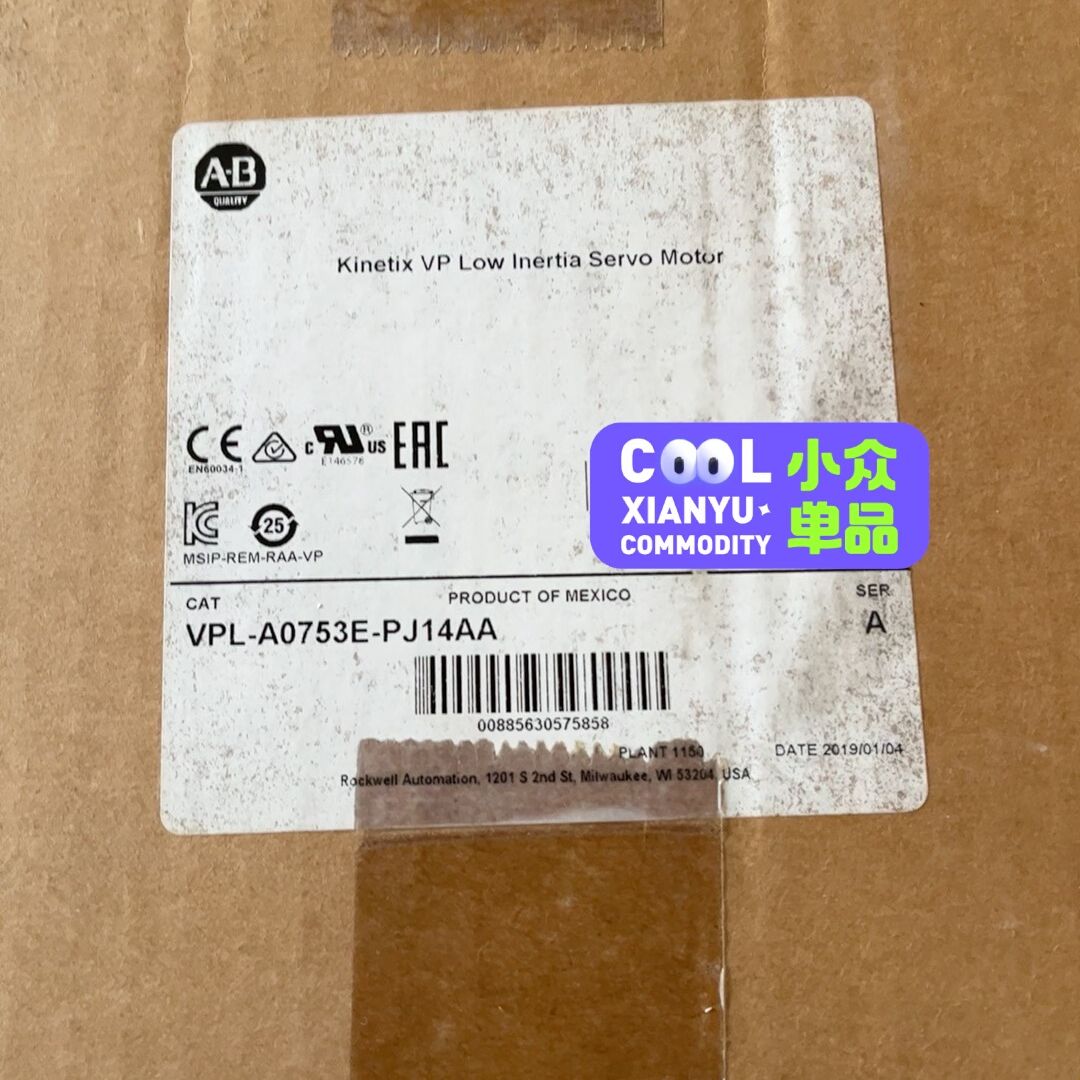 A-B
QUALITY
Kinetix VP Low Inertia Servo Motor
CE
EN60034-1
c RU® US
E146578
EAC
COOL 小众
XIANYU
COMMODITY 单品
KC
25
MSIP-REM-RAA-VP
CAT
PRODUCT OF MEXICO
SER
VPL-A0753E-PJ14AA
A
00885630575858
PLANT 1150
DATE 2019/01/04
Rockwell Automation, 1201 S 2nd St, Milwaukee, WI 53204 USA